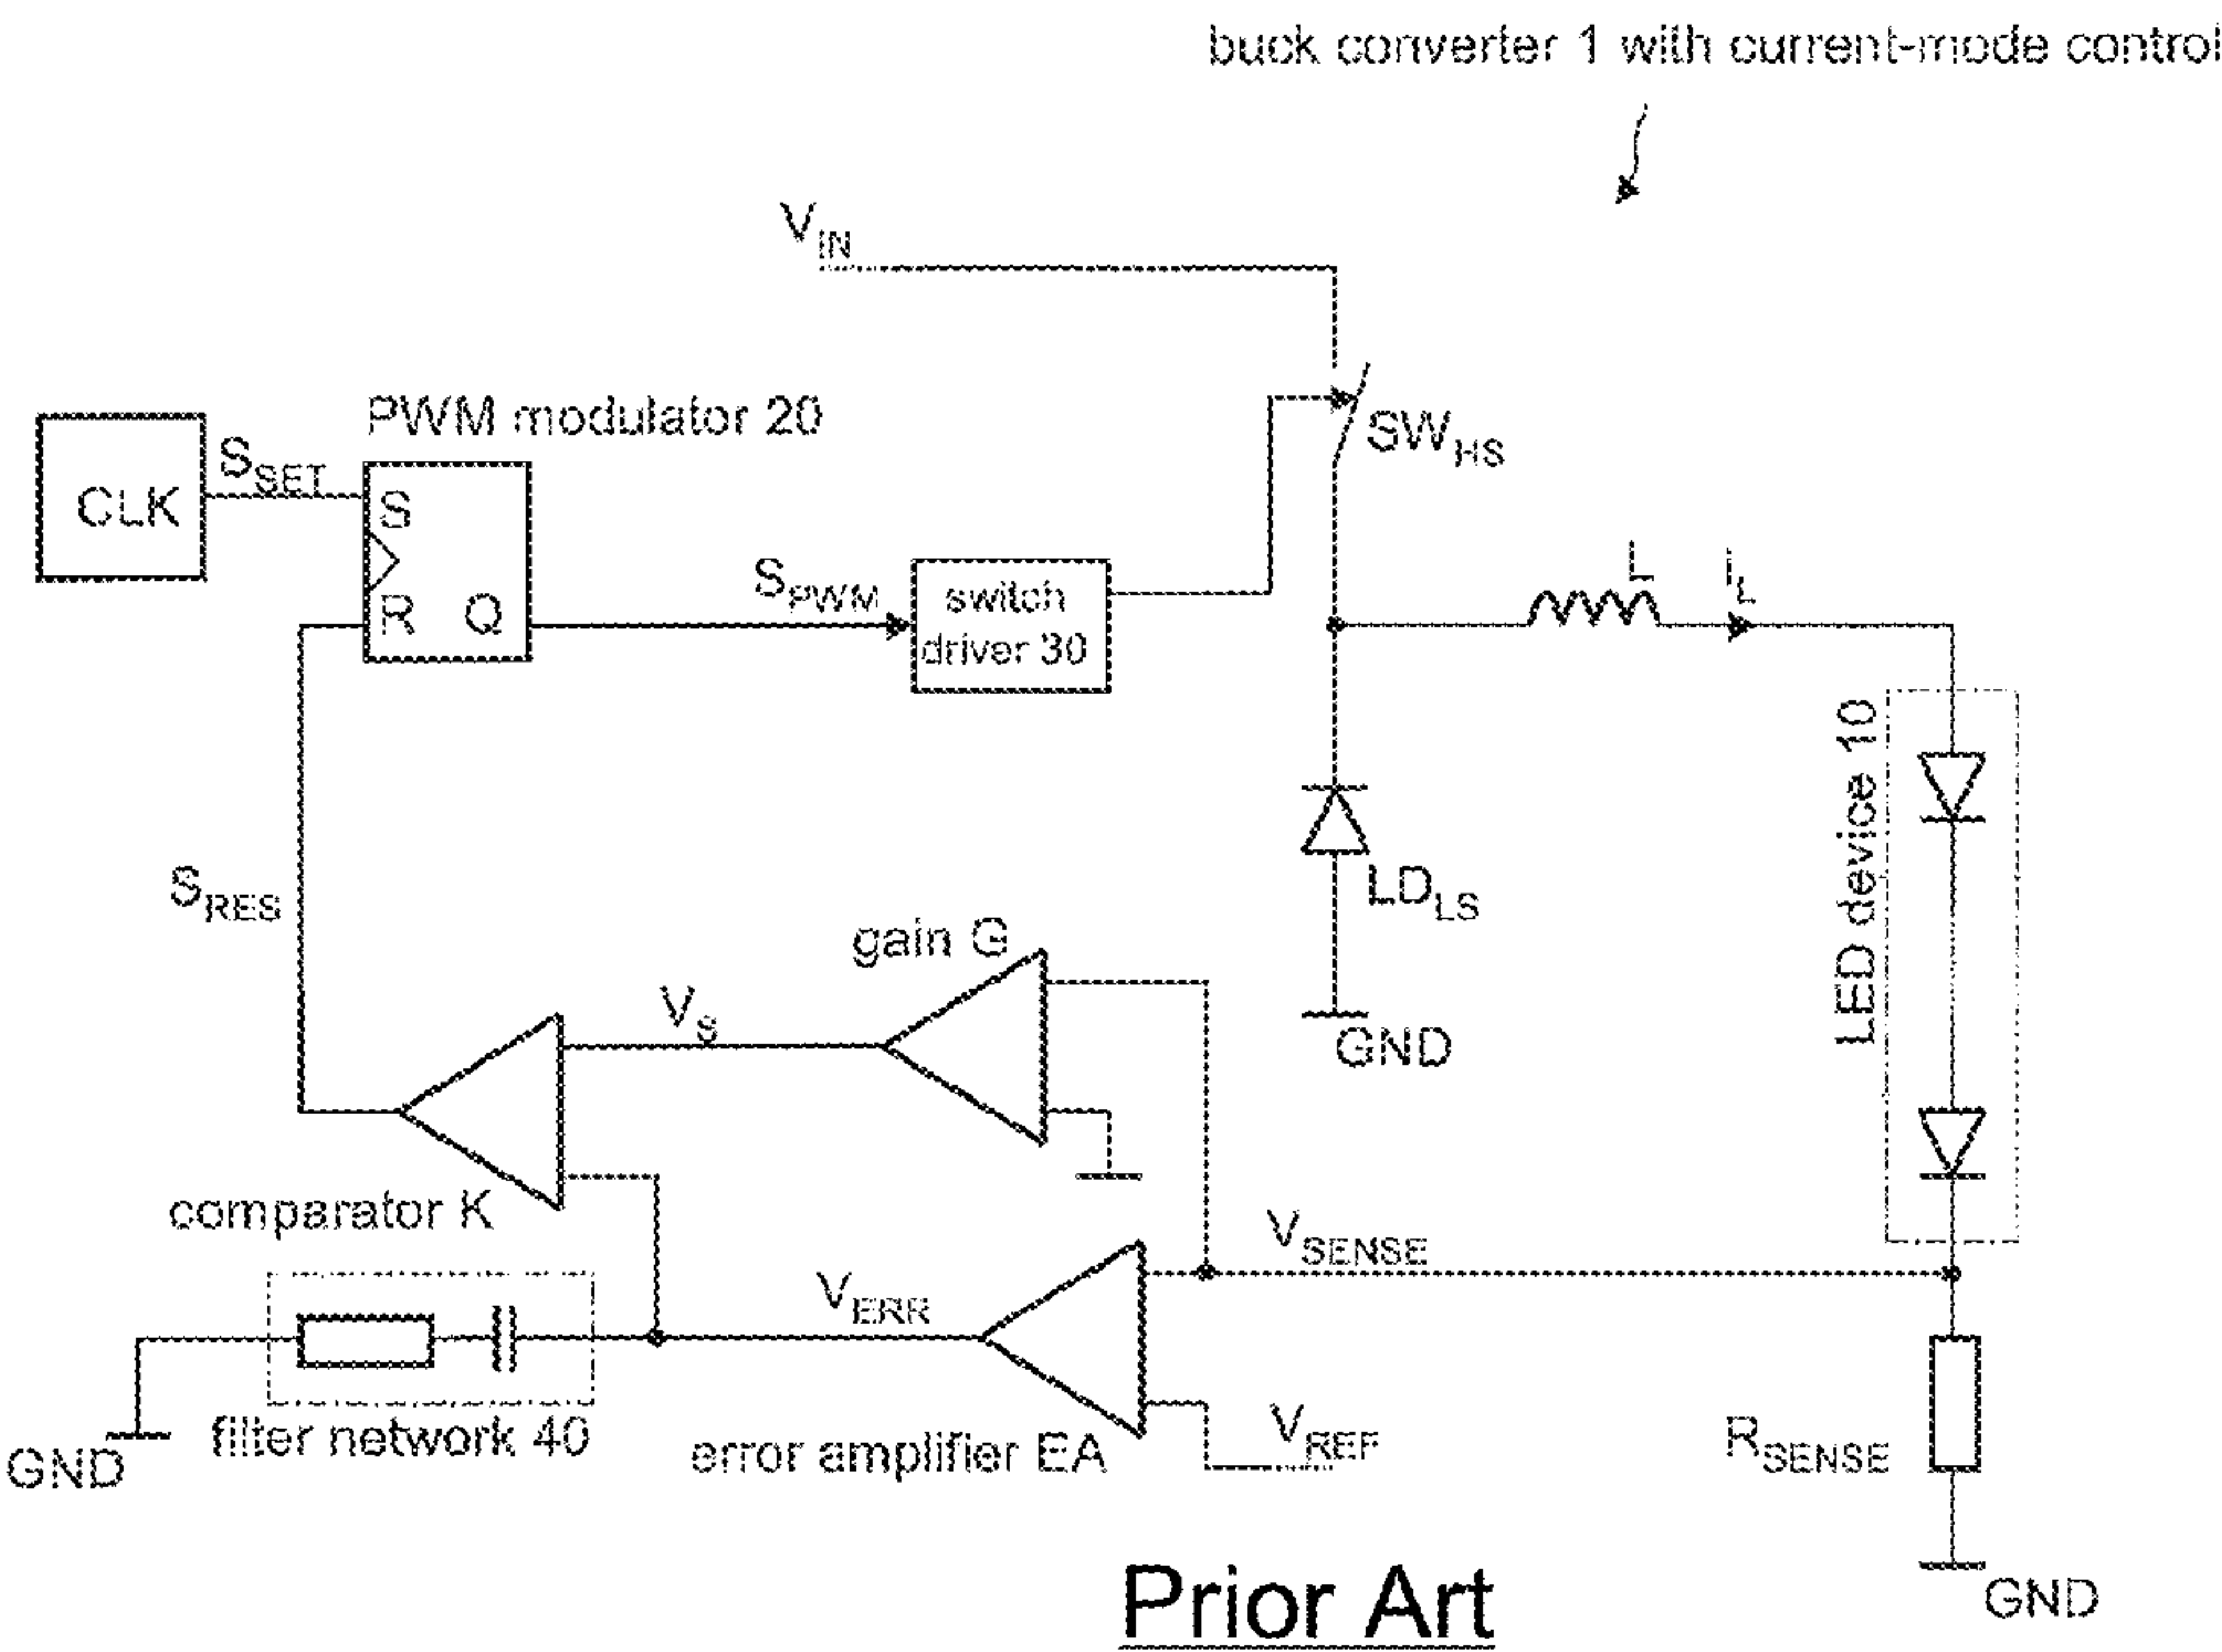 buck converter 1 with current-mode control
V_IN
PWM modulator 20
SW_HS
S_SET
CLK
S
R
Q
S_PWM
switch
driver 30
L
i_L
LED device 10
LD_LS
S_RES
gain G
V_S
GND
comparator K
V_SENSE
V_ERR
filter network 40
GND
error amplifier EA
V_REF
R_SENSE
GND
Prior Art